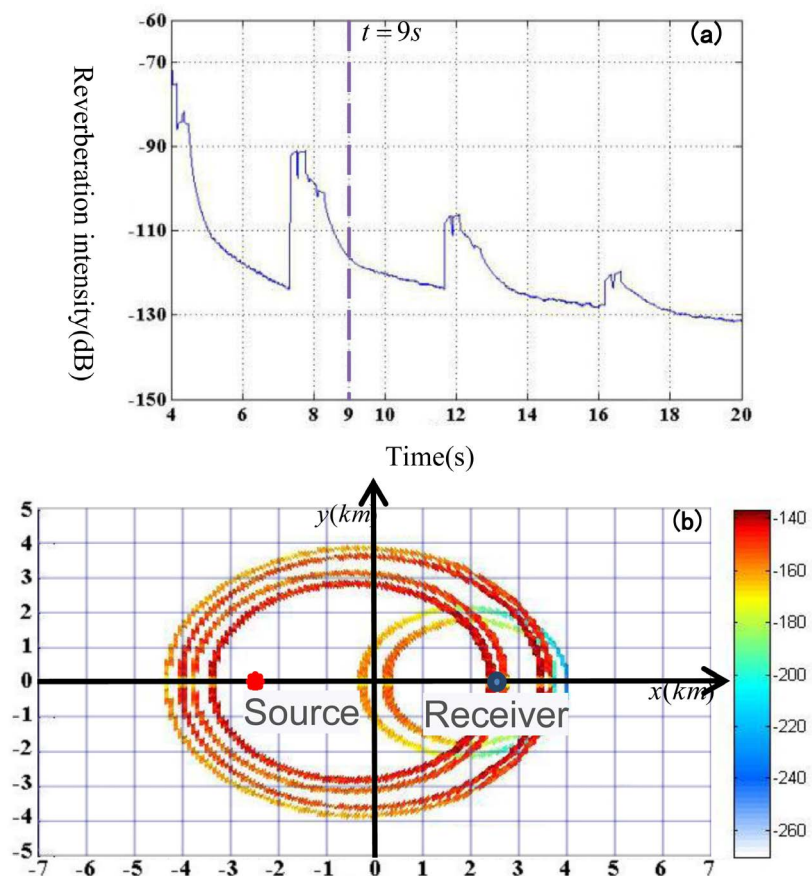 (a)
t = 9s
Reverberation intensity(dB)
-60
-70
-90
-110
-130
-150
4 6 8 9 10 12 14 16 18 20
Time(s)
(b)
y(km)
5
4
3
2
1
0
-1
-2
-3
-4
-5
Source
Receiver
x(km)
-7 -6 -5 -4 -3 -2 -1 0 1 2 3 4 5 6 7
-140
-160
-180
-200
-220
-240
-260